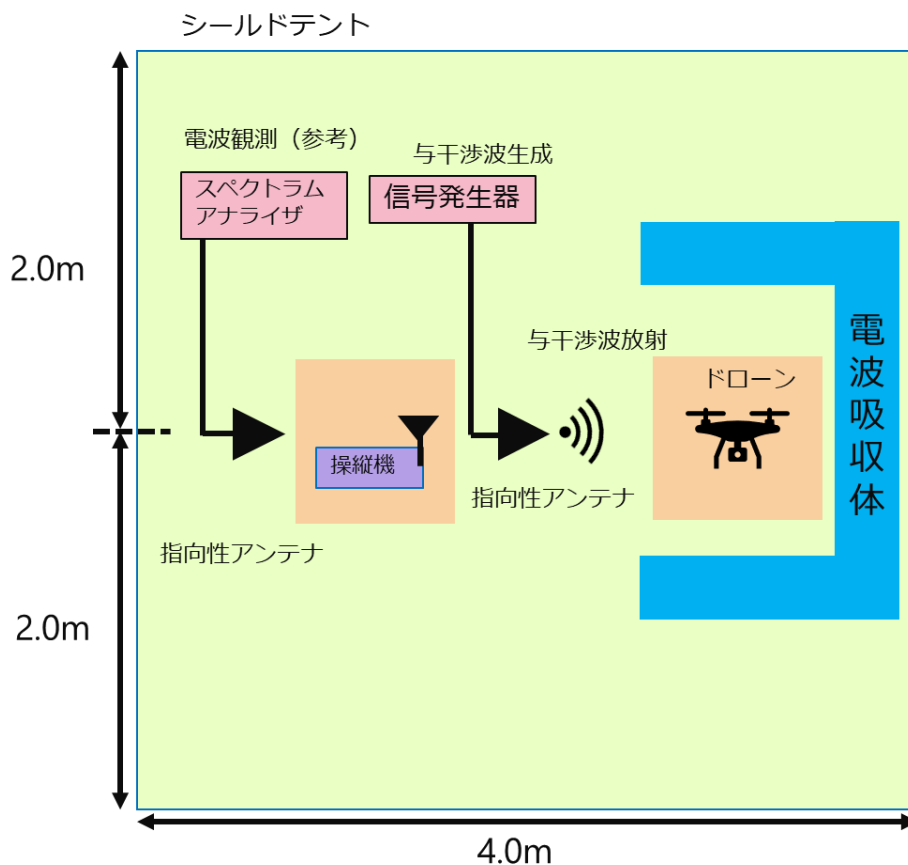 シールドテント
電波観測（参考）
与干渉波生成
スペクトラム
アナライザ
信号発生器
2.0m
与干渉波放射
ドローン
電波吸収体
操縦機
指向性アンテナ
指向性アンテナ
2.0m
4.0m